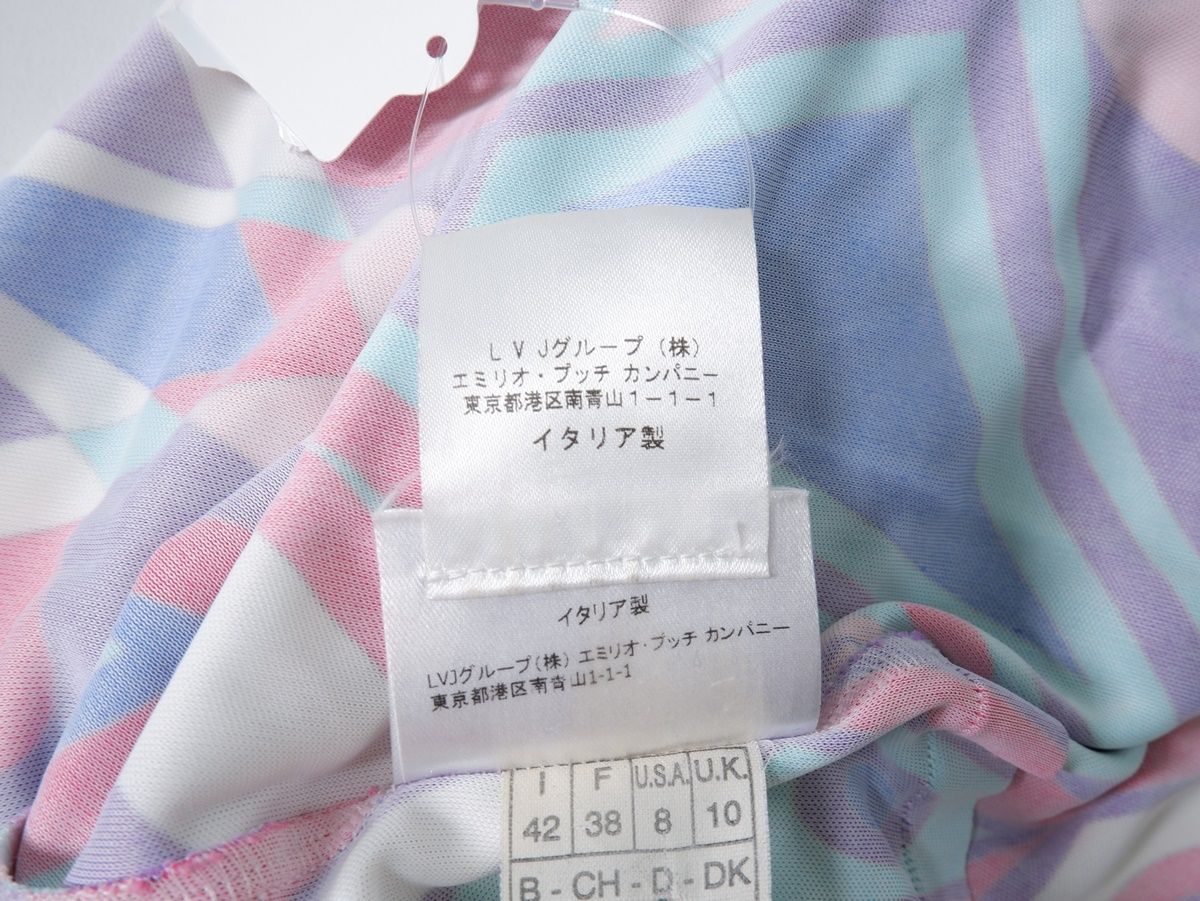 L V Jグループ（株）
エミリオ・プッチ カンパニー
東京都港区南青山1－1－1
イタリア製
イタリア製
LVJグループ(株) エミリオ・プッチ カンパニー
東京都港区南青山1-1-1
I F U.S.A. U.K.
42 38 8 10
B - CH - D - DK